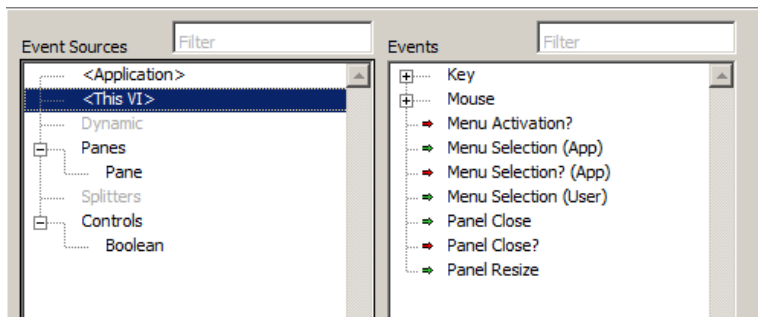 Event Sources
Filter
<Application>
<This VI>
Dynamic
Panes
Pane
Splitters
Controls
Boolean
Events
Filter
Key
Mouse
Menu Activation?
Menu Selection (App)
Menu Selection? (App)
Menu Selection (User)
Panel Close
Panel Close?
Panel Resize